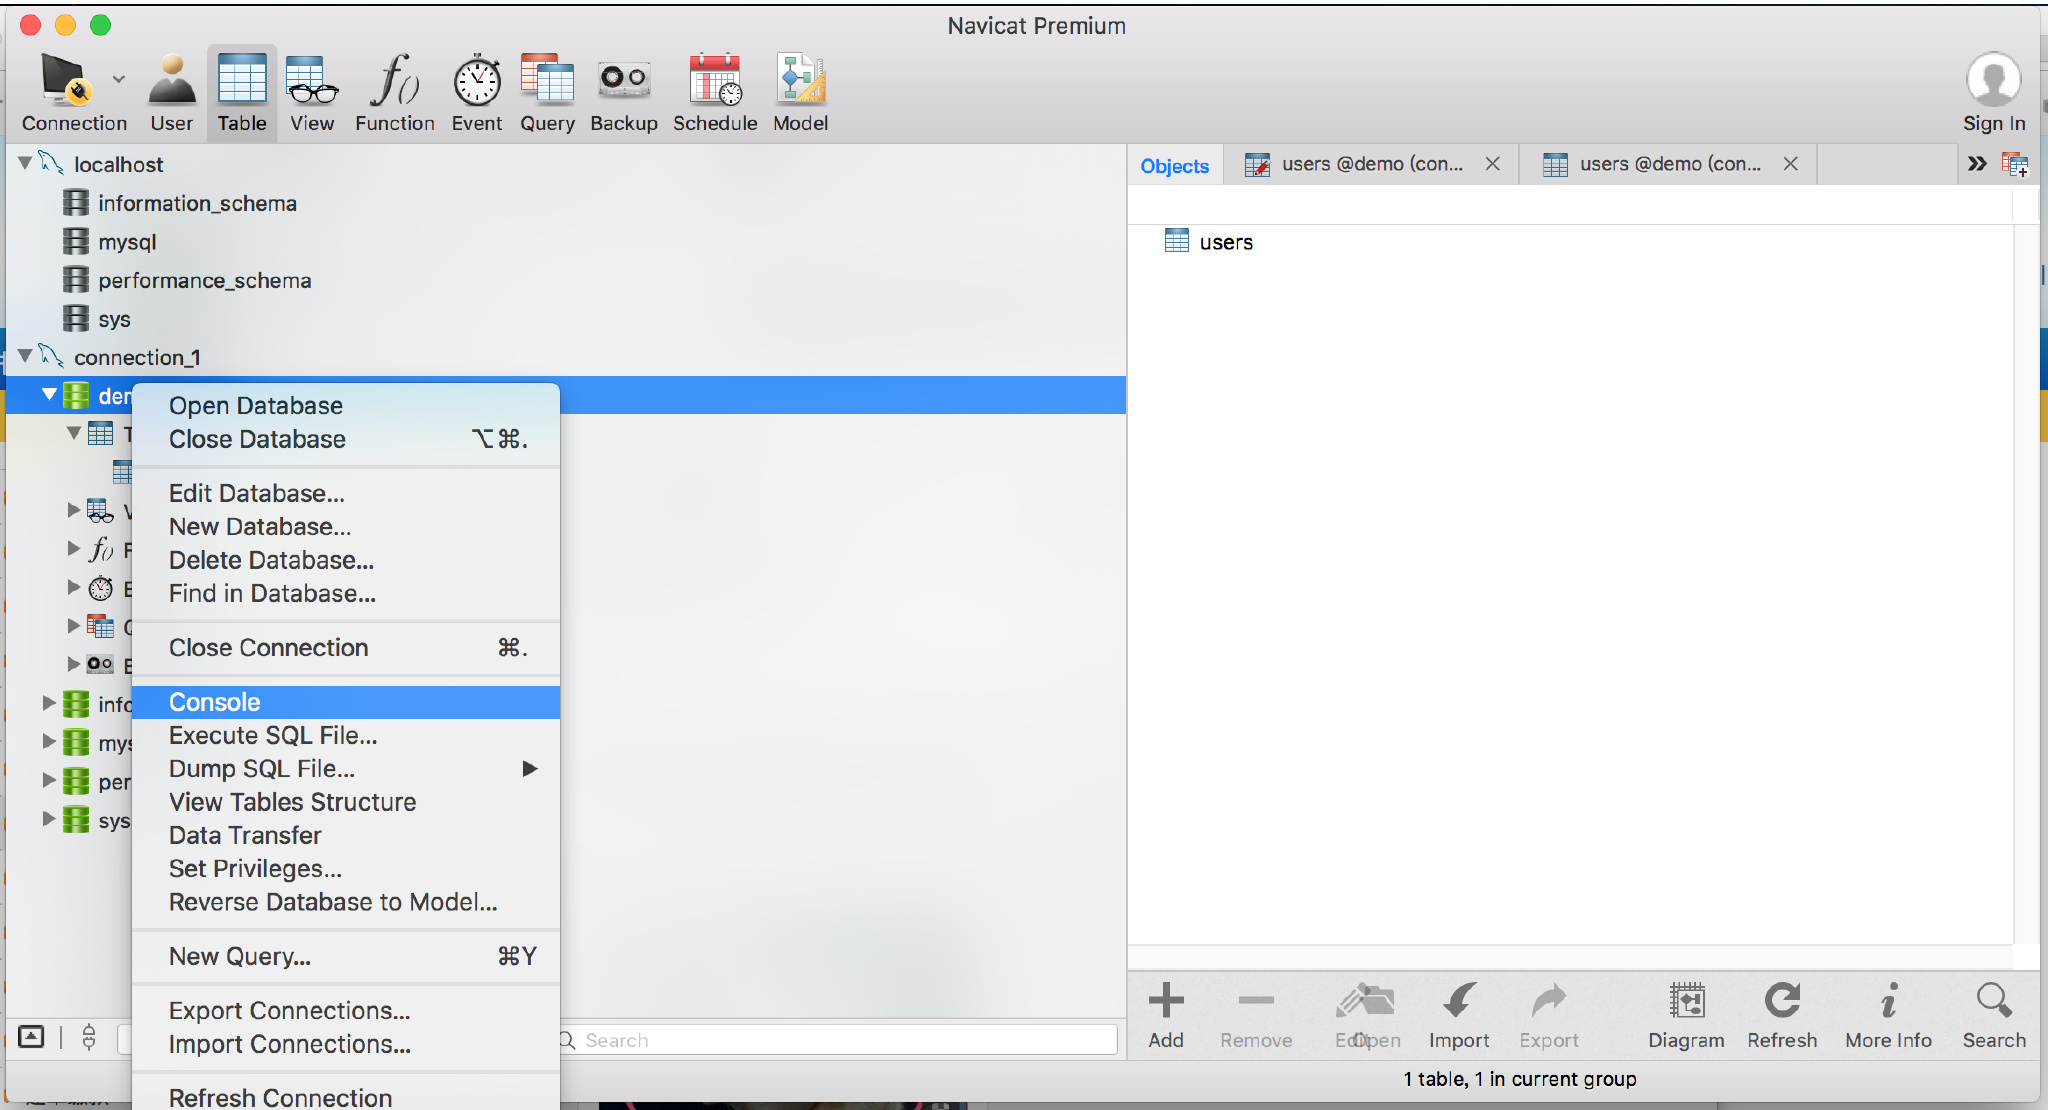 Navicat Premium
Connection User Table View Function Event Query Backup Schedule Model Sign In
localhost
information_schema
mysql
performance_schema
sys
connection_1
den
T
V
F
E
Q
B
info
mys
per
sys
Open Database
Close Database ⌥⌘.
Edit Database...
New Database...
Delete Database...
Find in Database...
Close Connection ⌘.
Console
Execute SQL File...
Dump SQL File...
View Tables Structure
Data Transfer
Set Privileges...
Reverse Database to Model...
New Query... ⌘Y
Export Connections...
Import Connections...
Refresh Connection
Search
Objects users @demo (con... users @demo (con...
users
Add Remove Edit Open Import Export Diagram Refresh More Info Search
1 table, 1 in current group